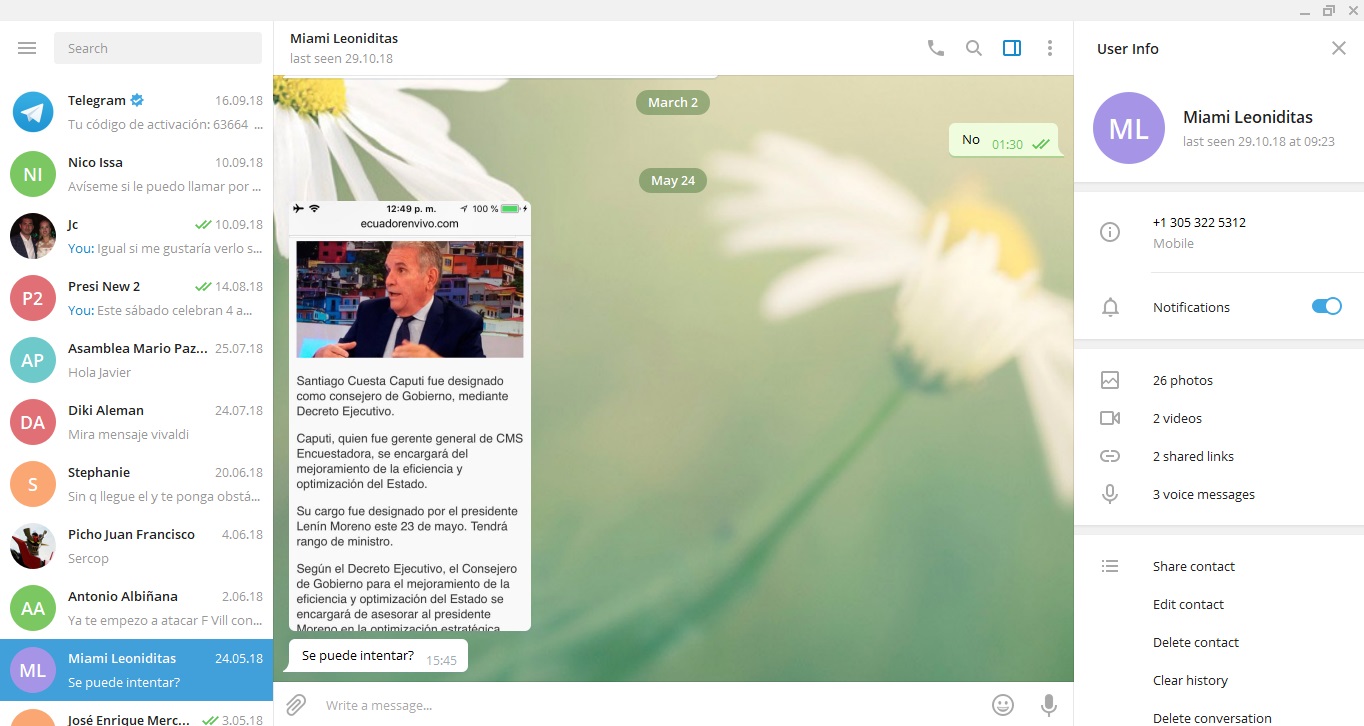 Search
Telegram
16.09.18
Tu código de activación: 63664 ...
Nico Issa
10.09.18
Avíseme si le puedo llamar por ...
Jc
10.09.18
You: Igual si me gustaría verlo s...
Presi New 2
14.08.18
You: Este sábado celebran 4 a...
Asamblea Mario Paz...
25.07.18
Hola Javier
Diki Aleman
24.07.18
Mira mensaje vivaldi
Stephanie
20.06.18
Sin q llegue el y te ponga obstá...
Picho Juan Francisco
4.06.18
Sercop
Antonio Albiñana
2.06.18
Ya te empezo a atacar F Vill con...
Miami Leoniditas
24.05.18
Se puede intentar?
José Enrique Merc...
3.05.18
NI
P2
AP
DA
S
AA
ML
Miami Leoniditas
last seen 29.10.18
March 2
No
01:30
May 24
12:49 p. m.
100 %
ecuadorenvivo.com
Santiago Cuesta Caputi fue designado
como consejero de Gobierno, mediante
Decreto Ejecutivo.
Caputi, quien fue gerente general de CMS
Encuestadora, se encargará del
mejoramiento de la eficiencia y
optimización del Estado.
Su cargo fue designado por el presidente
Lenín Moreno este 23 de mayo. Tendrá
rango de ministro.
Según el Decreto Ejecutivo, el Consejero
de Gobierno para el mejoramiento de la
eficiencia y optimización del Estado se
encargará de asesorar al presidente
Moreno en la optimización estratégica
Se puede intentar?
15:45
Write a message...
User Info
ML
Miami Leoniditas
last seen 29.10.18 at 09:23
+1 305 322 5312
Mobile
Notifications
26 photos
2 videos
2 shared links
3 voice messages
Share contact
Edit contact
Delete contact
Clear history
Delete conversation